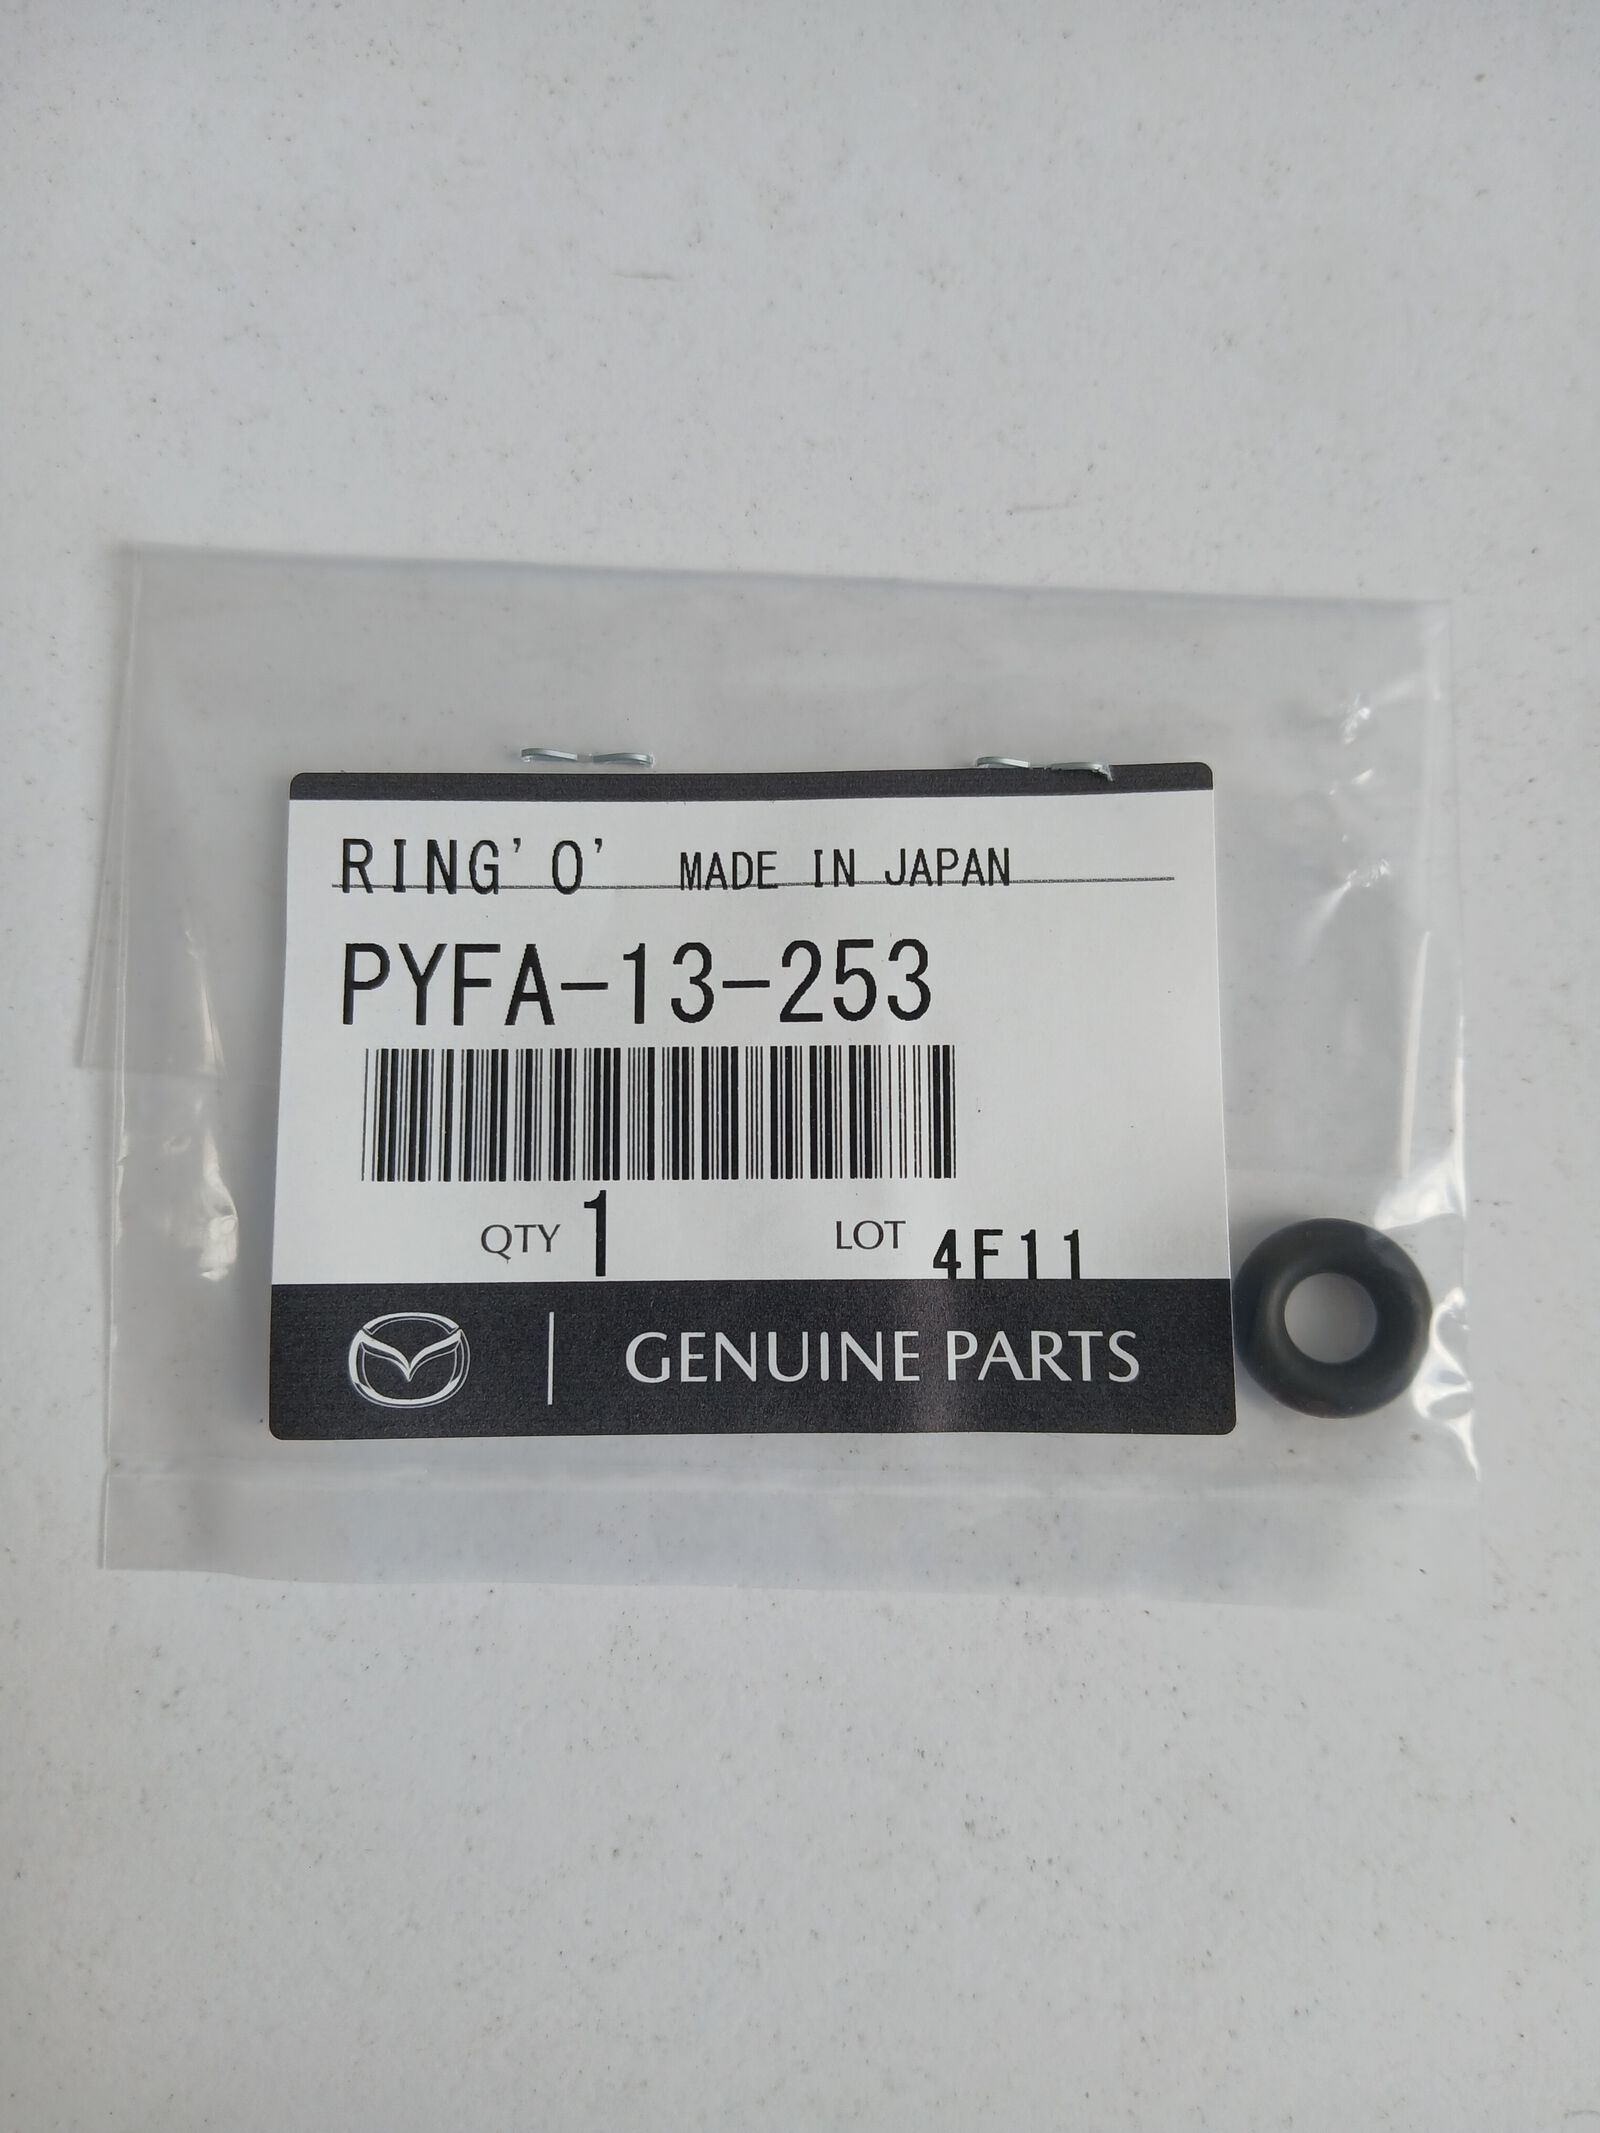 RING'O' MADE IN JAPAN
PYFA-13-253
QTY 1 LOT 4F11
GENUINE PARTS